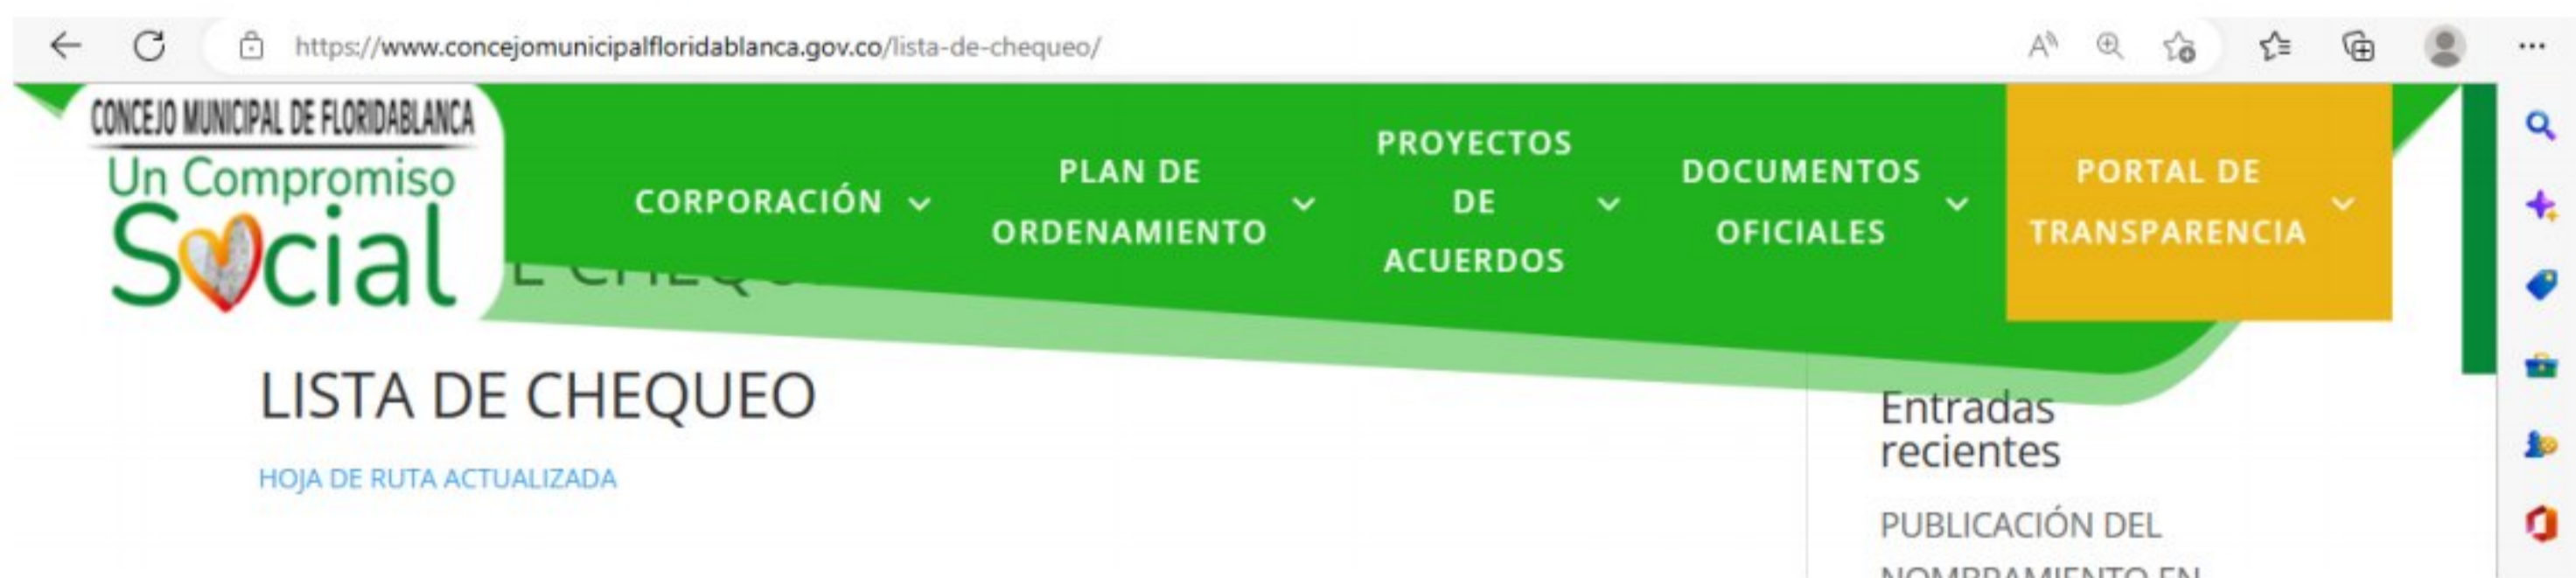 https://www.concejomunicipalfloridablanca.gov.co/lista-de-chequeo/
CONCEJO MUNICIPAL DE FLORIDABLANCA
Un Compromiso
Social
CORPORACIÓN
PLAN DE
ORDENAMIENTO
PROYECTOS
DE
ACUERDOS
DOCUMENTOS
OFICIALES
PORTAL DE
TRANSPARENCIA
LISTA DE CHEQUEO
HOJA DE RUTA ACTUALIZADA
Entradas
recientes
PUBLICACIÓN DEL
NOMBRAMIENTO EN